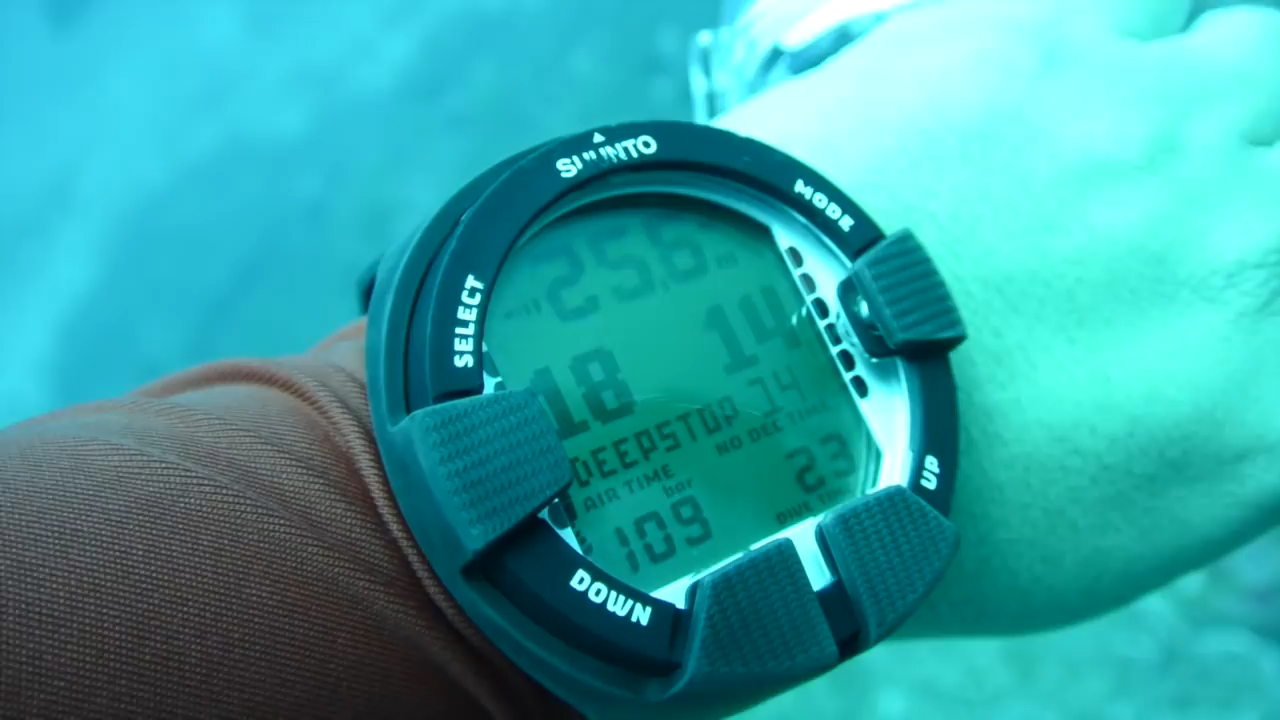 SUUNTO
MODE
SELECT
25.6 m
18 14
DEEPSTOP 14
AIR TIME NO DEC TIME
bar
109 23
DIVE TIME
UP
DOWN